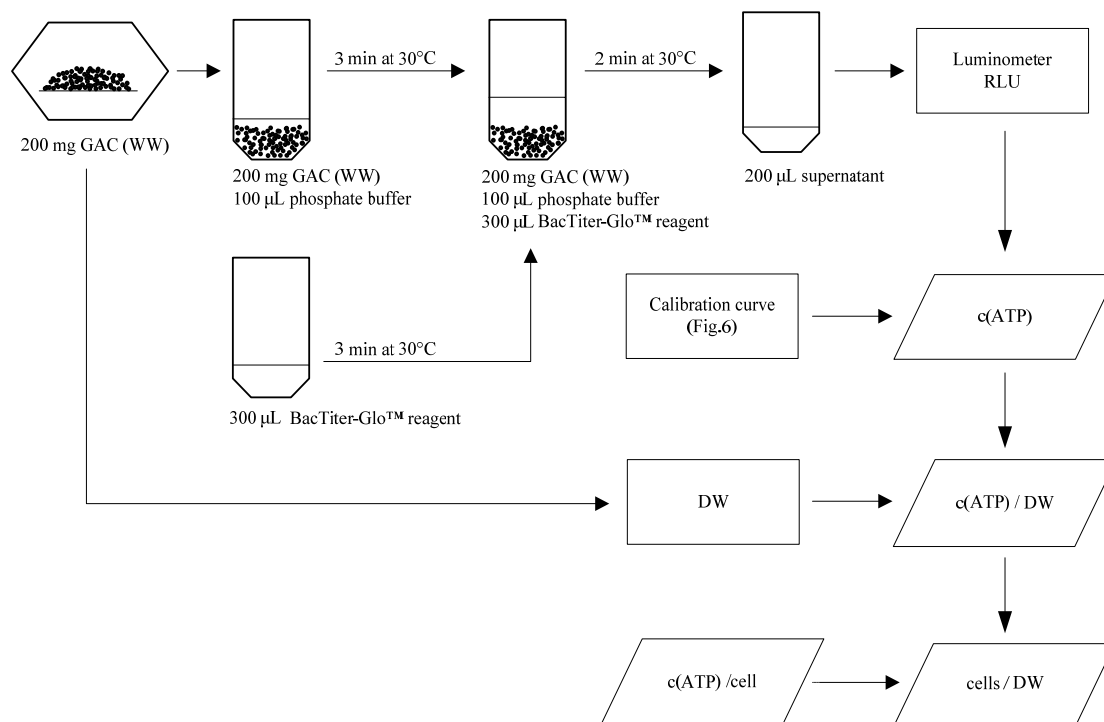 3 min at 30°C
2 min at 30°C
Luminometer
RLU
200 mg GAC (WW)
200 mg GAC (WW)
100 µL phosphate buffer
200 mg GAC (WW)
100 µL phosphate buffer
300 µL BacTiter-Glo™ reagent
200 µL supernatant
Calibration curve
(Fig.6)
c(ATP)
3 min at 30°C
300 µL BacTiter-Glo™ reagent
DW
c(ATP) / DW
c(ATP) /cell
cells / DW